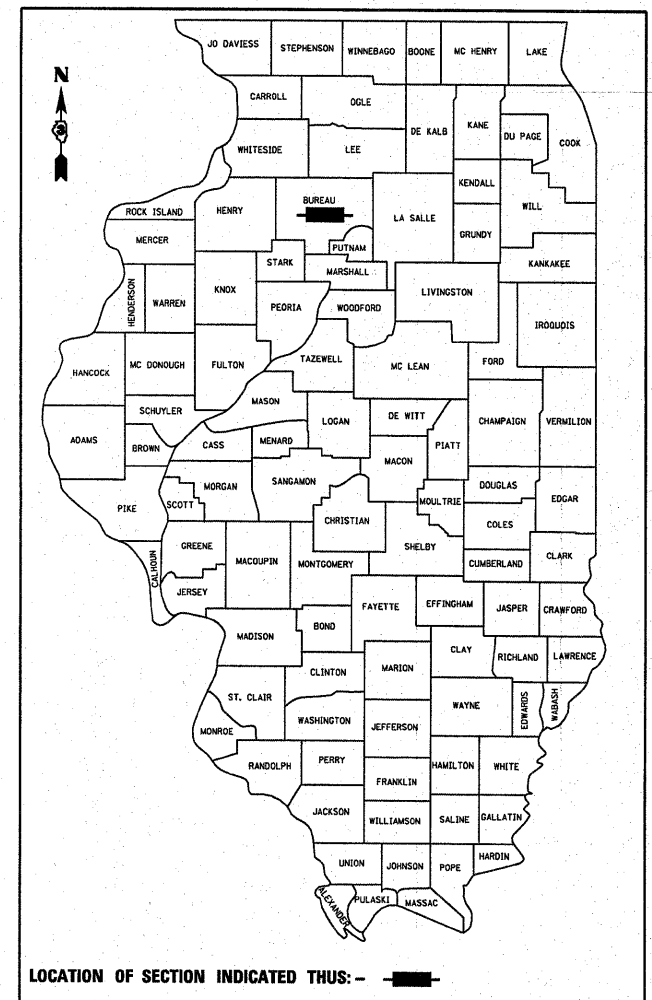 JO DAVIESS STEPHENSON WINNEBAGO BOONE MC HENRY LAKE
N
CARROLL OGLE DE KALB KANE DU PAGE COOK
WHITESIDE LEE
KENDALL WILL
ROCK ISLAND HENRY BUREAU LA SALLE GRUNDY
MERCER PUTNAM
STARK MARSHALL KANKAKEE
HENDERSON WARREN KNOX PEORIA WOODFORD LIVINGSTON IROQUOIS
HANCOCK MC DONOUGH FULTON TAZEWELL MC LEAN FORD
SCHUYLER MASON
ADAMS BROWN CASS MENARD LOGAN DE WITT PIATT CHAMPAIGN VERMILION
MACON
PIKE SCOTT MORGAN SANGAMON CHRISTIAN MOULTRIE DOUGLAS EDGAR
COLES
CALHOUN GREENE MACOUPIN MONTGOMERY SHELBY CUMBERLAND CLARK
JERSEY
MADISON BOND FAYETTE EFFINGHAM JASPER CRAWFORD
CLINTON MARION CLAY RICHLAND LAWRENCE
ST. CLAIR WASHINGTON JEFFERSON WAYNE EDWARDS WABASH
MONROE
RANDOLPH PERRY FRANKLIN HAMILTON WHITE
JACKSON WILLIAMSON SALINE GALLATIN
UNION JOHNSON POPE HARDIN
ALEXANDER PULASKI MASSAC
LOCATION OF SECTION INDICATED THUS: -